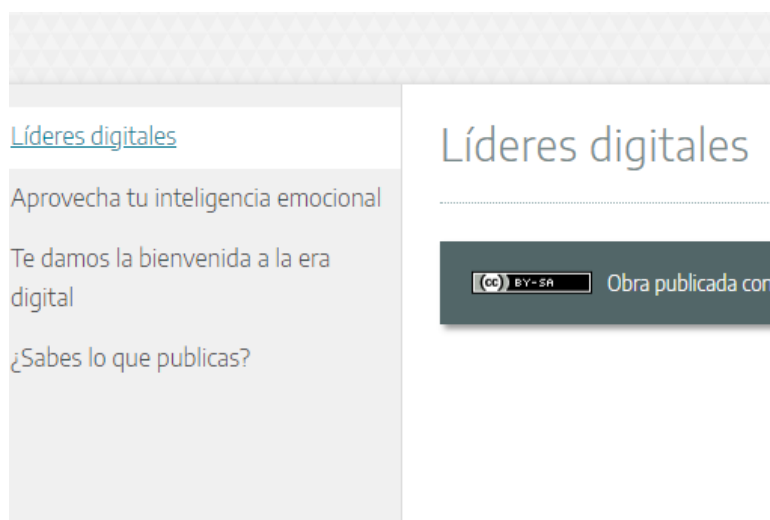 Líderes digitales
Aprovecha tu inteligencia emocional
Te damos la bienvenida a la era
digital
¿Sabes lo que publicas?
Líderes digitales
(cc) BY-SA Obra publicada con